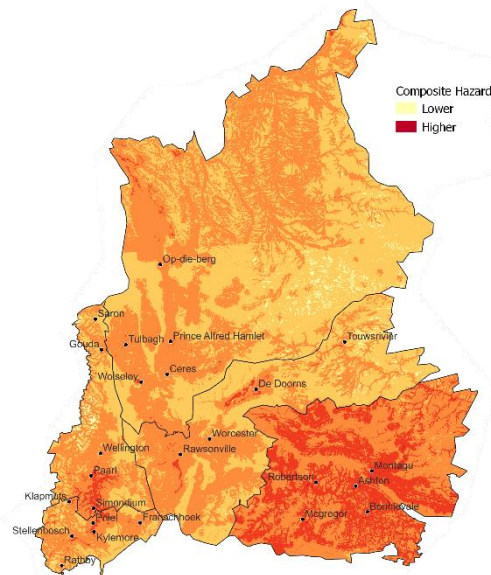 Composite Hazard
Lower
Higher
Op-die-berg
Saron
Gouda
Tulbagh
Prince Alfred Hamlet
Touwsrivier
Wolseley
Ceres
De Doorns
Worcester
Wellington
Rawsonville
Paarl
Montagu
Robertson
Ashton
Klapmuts
Simondium
Bonnievale
Pniel
Franschhoek
Mcgregor
Stellenbosch
Kylemore
Raithby